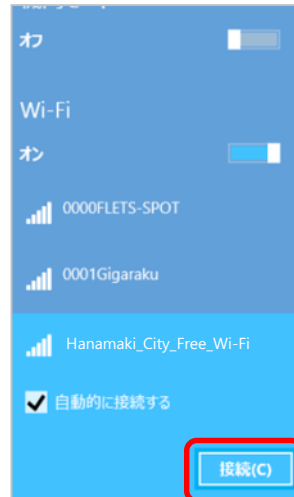 オフ
Wi-Fi
オン
0000FLETS-SPOT
0001Gigaraku
Hanamaki_City_Free_Wi-Fi
自動的に接続する
接続(C)